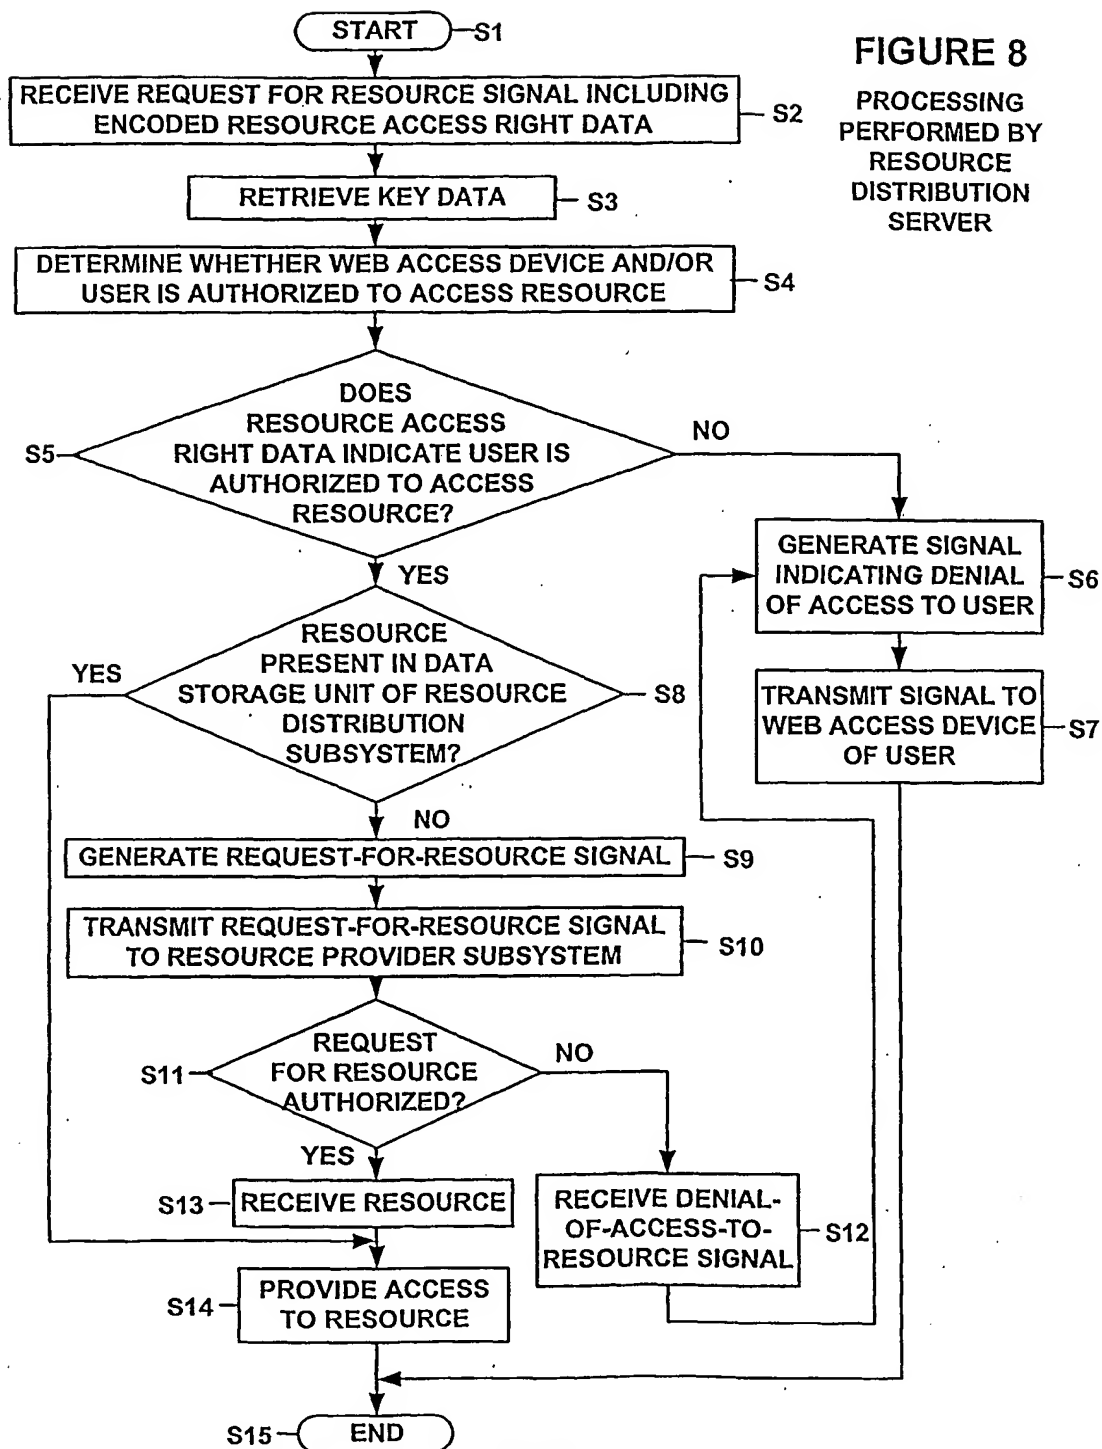 START
S1
FIGURE 8
PROCESSING
PERFORMED BY
RESOURCE
DISTRIBUTION
SERVER
RECEIVE REQUEST FOR RESOURCE SIGNAL INCLUDING
ENCODED RESOURCE ACCESS RIGHT DATA
S2
RETRIEVE KEY DATA
S3
DETERMINE WHETHER WEB ACCESS DEVICE AND/OR
USER IS AUTHORIZED TO ACCESS RESOURCE
S4
DOES
RESOURCE ACCESS
RIGHT DATA INDICATE USER IS
AUTHORIZED TO ACCESS
RESOURCE?
S5
NO
YES
GENERATE SIGNAL
INDICATING DENIAL
OF ACCESS TO USER
S6
TRANSMIT SIGNAL TO
WEB ACCESS DEVICE
OF USER
S7
RESOURCE
PRESENT IN DATA
STORAGE UNIT OF RESOURCE
DISTRIBUTION
SUBSYSTEM?
YES
S8
NO
GENERATE REQUEST-FOR-RESOURCE SIGNAL
S9
TRANSMIT REQUEST-FOR-RESOURCE SIGNAL
TO RESOURCE PROVIDER SUBSYSTEM
S10
REQUEST
FOR RESOURCE
AUTHORIZED?
S11
NO
YES
S13
RECEIVE RESOURCE
RECEIVE DENIAL-
OF-ACCESS-TO-
RESOURCE SIGNAL
S12
S14
PROVIDE ACCESS
TO RESOURCE
S15
END